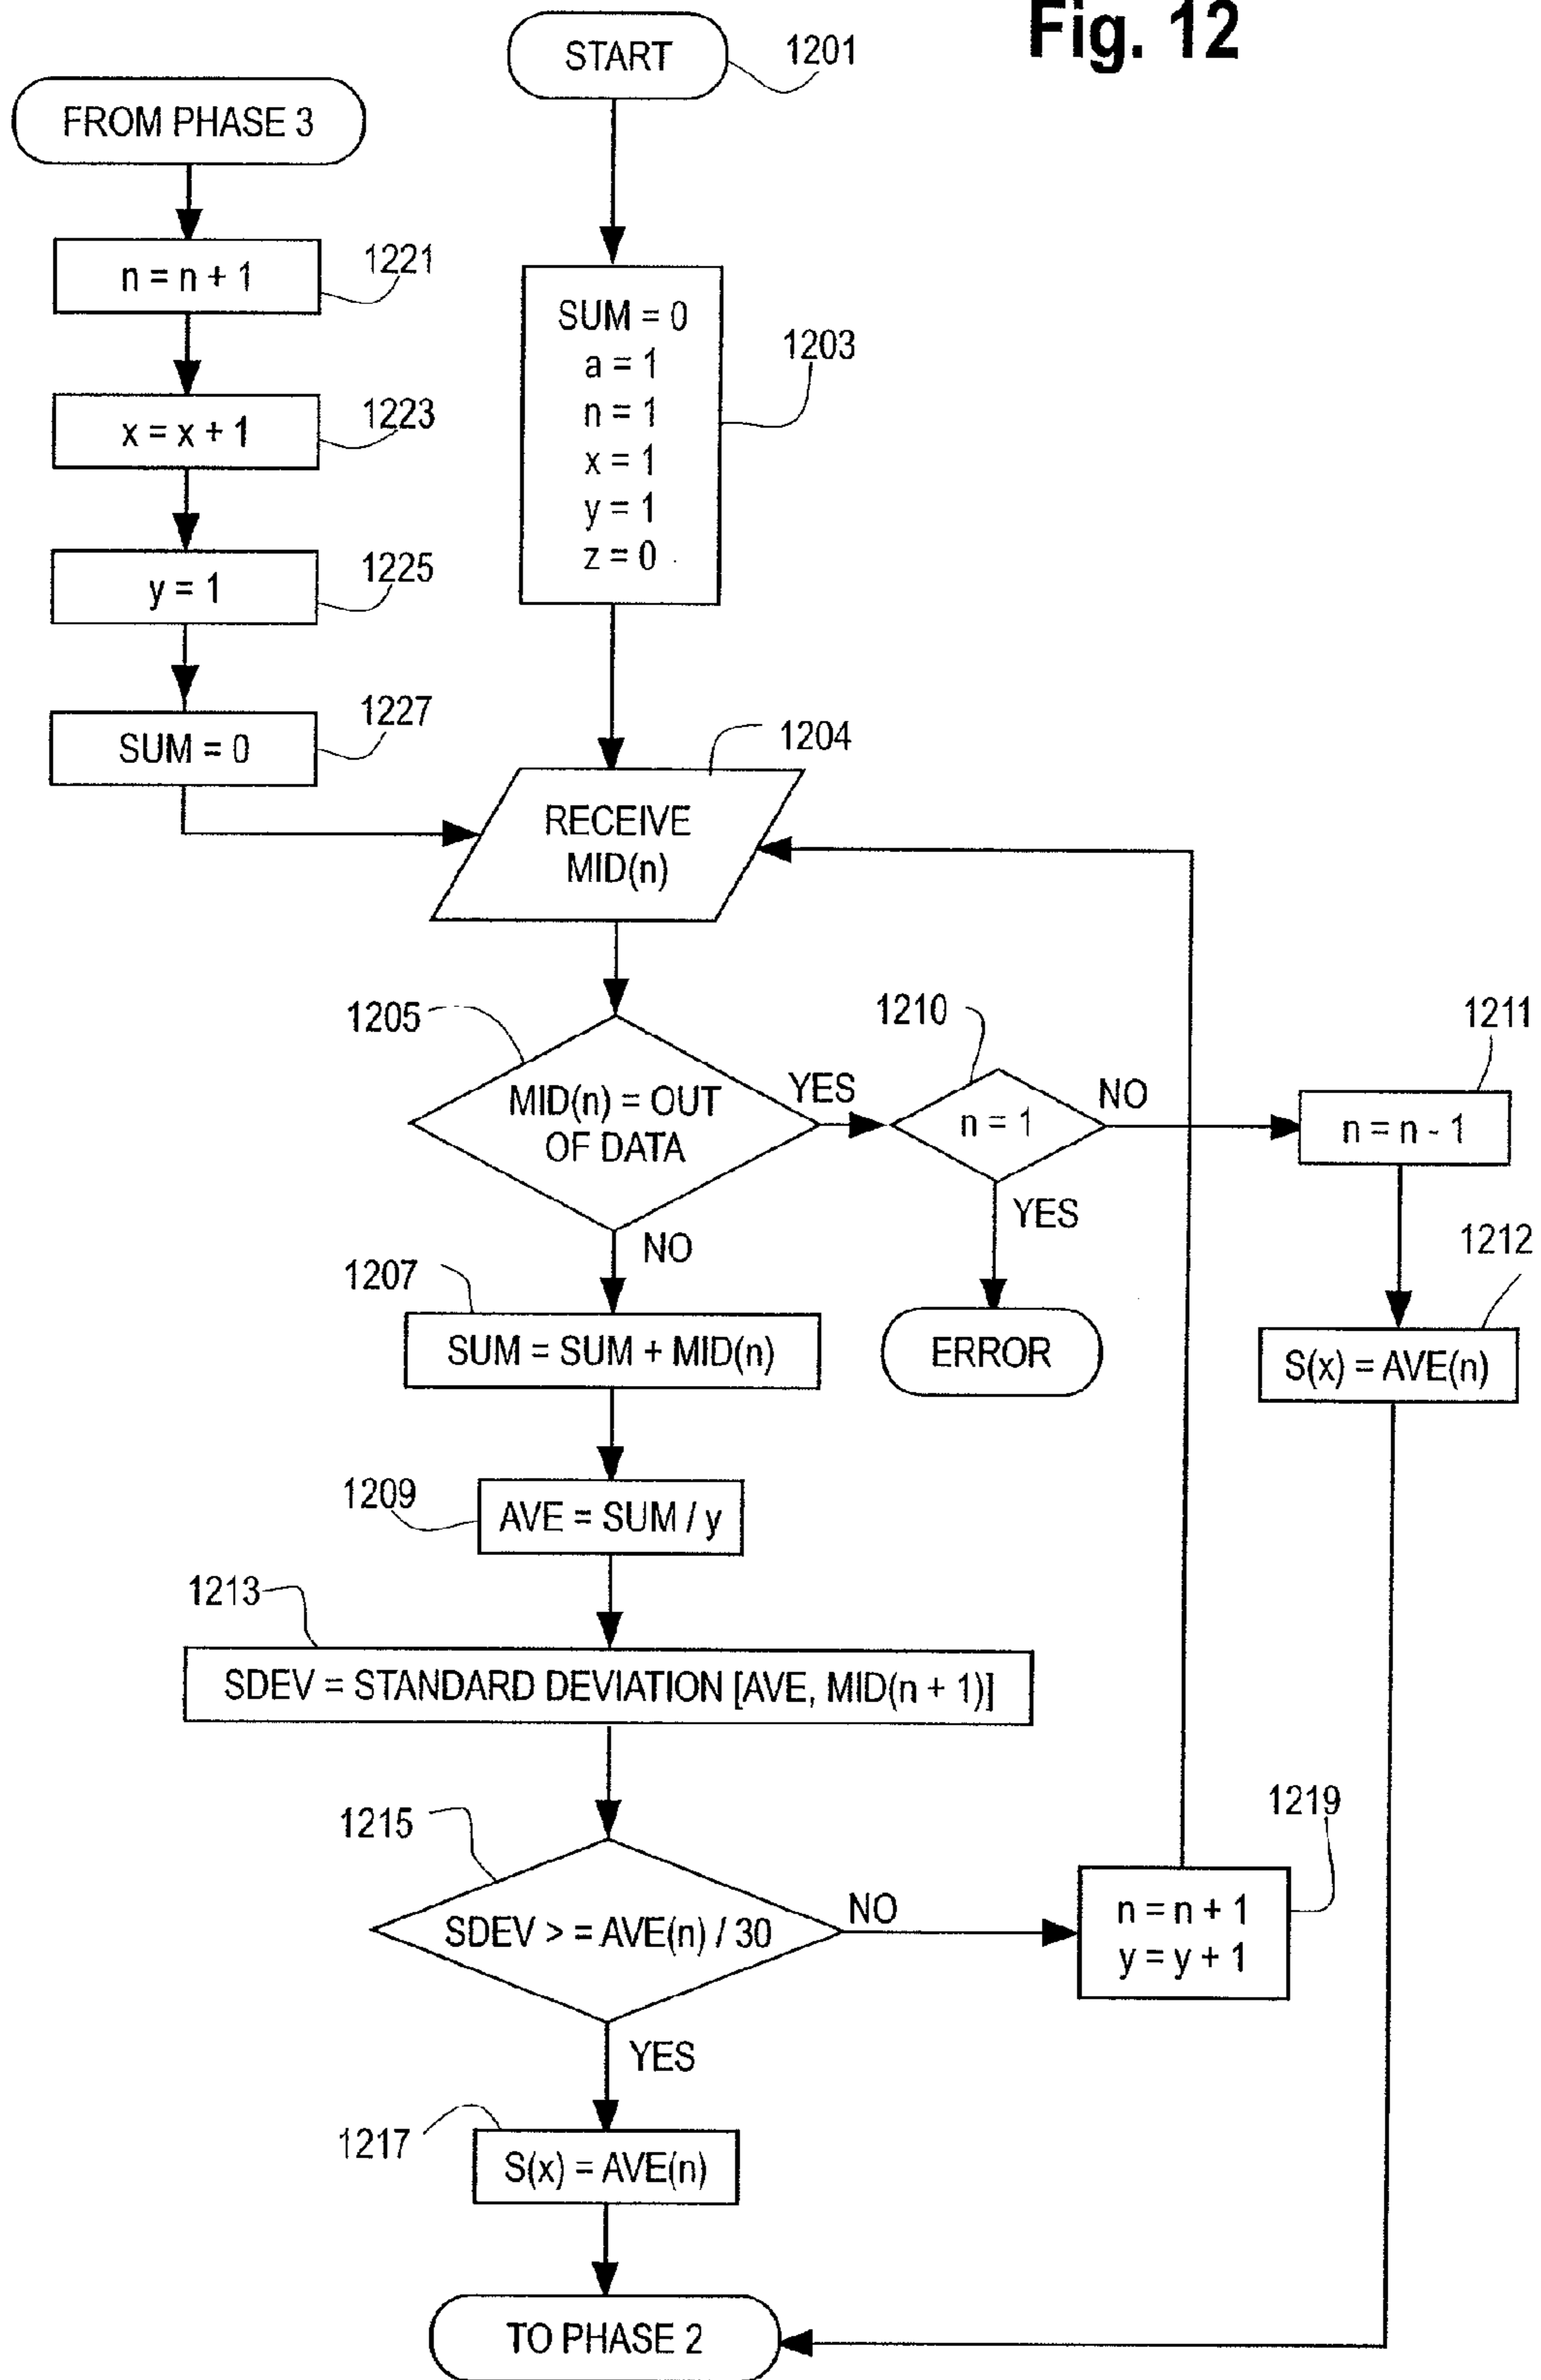 Fig. 12
START
1201
FROM PHASE 3
n = n + 1
1221
x = x + 1
1223
y = 1
1225
SUM = 0
1227
SUM = 0
a = 1
n = 1
x = 1
y = 1
z = 0
1203
1204
RECEIVE
MID(n)
1205
MID(n) = OUT
OF DATA
YES
NO
1210
n = 1
NO
YES
ERROR
1211
n = n - 1
1212
S(x) = AVE(n)
1207
SUM = SUM + MID(n)
1209
AVE = SUM / y
1213
SDEV = STANDARD DEVIATION [AVE, MID(n + 1)]
1215
SDEV > = AVE(n) / 30
NO
YES
1219
n = n + 1
y = y + 1
1217
S(x) = AVE(n)
TO PHASE 2